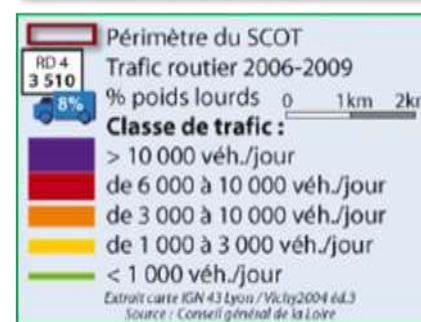 Périmètre du SCOT
RD 4
3 510
Trafic routier 2006-2009
8%
% poids lourds
0 1km 2km
Classe de trafic :
> 10 000 véh./jour
de 6 000 à 10 000 véh./jour
de 3 000 à 10 000 véh./jour
de 1 000 à 3 000 véh./jour
< 1 000 véh./jour
Extrait carte IGN 43 Lyon / Vichy2004 éd.3
Source : Conseil général de la Loire